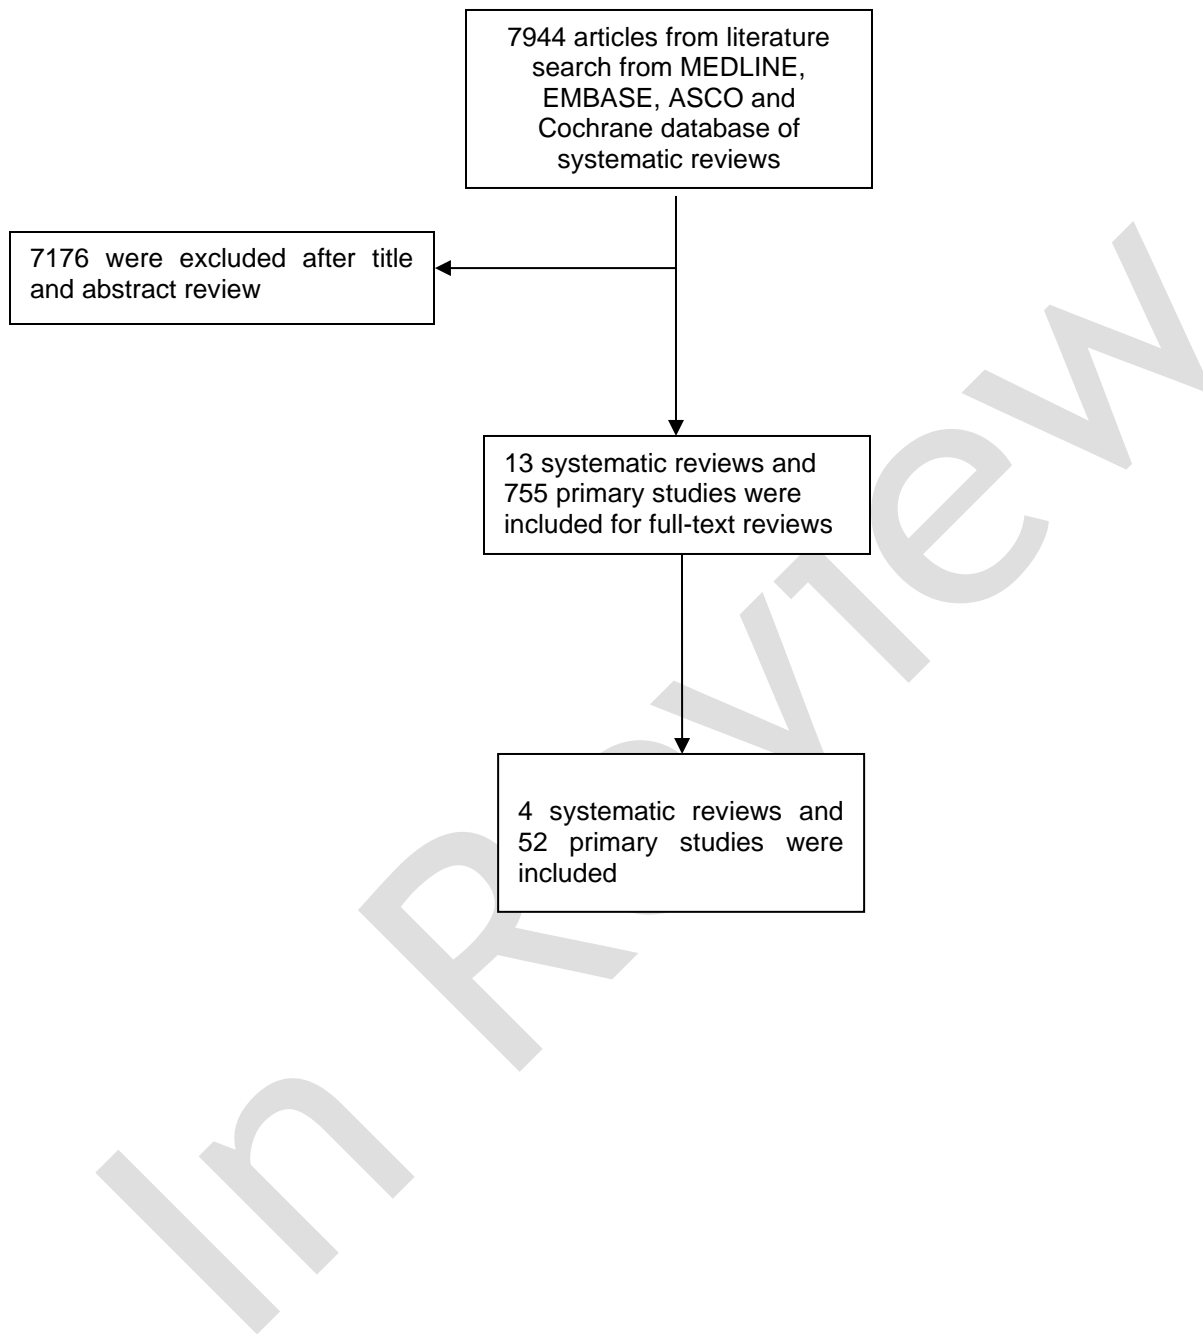 7944 articles from literature
search from MEDLINE,
EMBASE, ASCO and
Cochrane database of
systematic reviews
7176 were excluded after title
and abstract review
13 systematic reviews and
755 primary studies were
included for full-text reviews
4 systematic reviews and
52 primary studies were
included
In Review